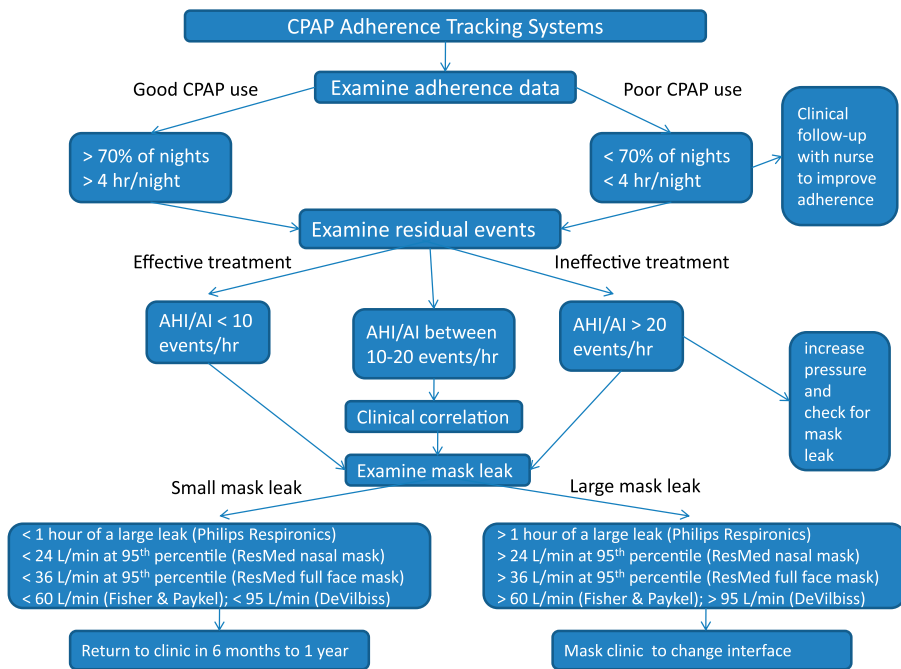 CPAP Adherence Tracking Systems
Examine adherence data
Good CPAP use
Poor CPAP use
> 70% of nights
> 4 hr/night
< 70% of nights
< 4 hr/night
Clinical
follow-up
with nurse
to improve
adherence
Examine residual events
Effective treatment
Ineffective treatment
AHI/AI < 10
events/hr
AHI/AI between
10-20 events/hr
AHI/AI > 20
events/hr
increase
pressure
and
check for
mask
leak
Clinical correlation
Examine mask leak
Small mask leak
Large mask leak
< 1 hour of a large leak (Philips Respironics)
< 24 L/min at 95th percentile (ResMed nasal mask)
< 36 L/min at 95th percentile (ResMed full face mask)
< 60 L/min (Fisher & Paykel); < 95 L/min (DeVilbiss)
> 1 hour of a large leak (Philips Respironics)
> 24 L/min at 95th percentile (ResMed nasal mask)
> 36 L/min at 95th percentile (ResMed full face mask)
> 60 L/min (Fisher & Paykel); > 95 L/min (DeVilbiss)
Return to clinic in 6 months to 1 year
Mask clinic to change interface